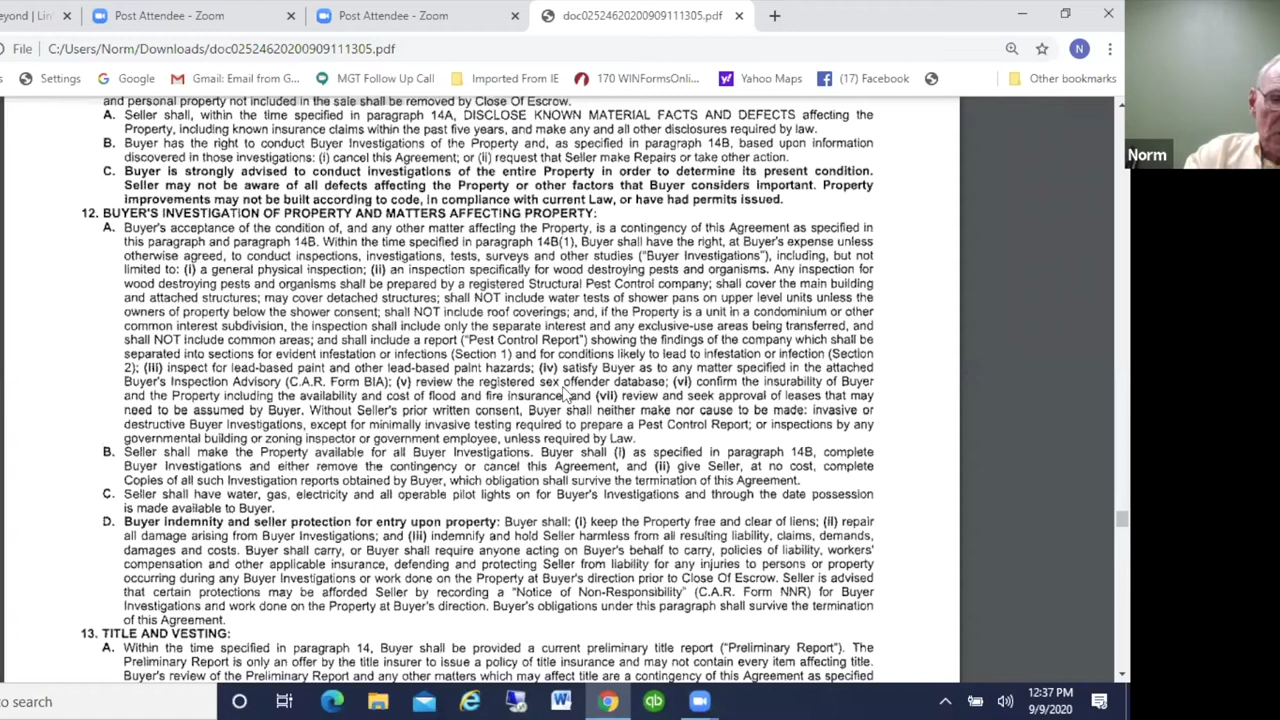 eyond | Lin
Post Attendee - Zoom
Post Attendee - Zoom
doc02524620200909111305.pdf
File C:/Users/Norm/Downloads/doc02524620200909111305.pdf
N
Settings Google Gmail: Email from G... MGT Follow Up Call Imported From IE 170 WINFormsOnli... Yahoo Maps (17) Facebook Other bookmarks
Norm
and personal property not included in the sale shall be removed by Close Of Escrow.
A. Seller shall, within the time specified in paragraph 14A, DISCLOSE KNOWN MATERIAL FACTS AND DEFECTS affecting the
Property, including known insurance claims within the past five years, and make any and all other disclosures required by law.
B. Buyer has the right to conduct Buyer Investigations of the Property and, as specified in paragraph 14B, based upon information
discovered in those investigations: (i) cancel this Agreement; or (ii) request that Seller make Repairs or take other action.
C. Buyer is strongly advised to conduct investigations of the entire Property in order to determine its present condition.
Seller may not be aware of all defects affecting the Property or other factors that Buyer considers important. Property
improvements may not be built according to code, in compliance with current Law, or have had permits issued.
12. BUYER'S INVESTIGATION OF PROPERTY AND MATTERS AFFECTING PROPERTY:
A. Buyer's acceptance of the condition of, and any other matter affecting the Property, is a contingency of this Agreement as specified in
this paragraph and paragraph 14B. Within the time specified in paragraph 14B(1), Buyer shall have the right, at Buyer's expense unless
otherwise agreed, to conduct inspections, investigations, tests, surveys and other studies ("Buyer Investigations"), including, but not
limited to: (i) a general physical inspection; (ii) an inspection specifically for wood destroying pests and organisms. Any inspection for
wood destroying pests and organisms shall be prepared by a registered Structural Pest Control company; shall cover the main building
and attached structures; may cover detached structures; shall NOT include water tests of shower pans on upper level units unless the
owners of property below the shower consent; shall NOT include roof coverings; and, if the Property is a unit in a condominium or other
common interest subdivision, the inspection shall include only the separate interest and any exclusive-use areas being transferred, and
shall NOT include common areas; and shall include a report ("Pest Control Report") showing the findings of the company which shall be
separated into sections for evident infestation or infections (Section 1) and for conditions likely to lead to infestation or infection (Section
2); (iii) inspect for lead-based paint and other lead-based paint hazards; (iv) satisfy Buyer as to any matter specified in the attached
Buyer's Inspection Advisory (C.A.R. Form BIA); (v) review the registered sex offender database; (vi) confirm the insurability of Buyer
and the Property including the availability and cost of flood and fire insurance; and (vii) review and seek approval of leases that may
need to be assumed by Buyer. Without Seller's prior written consent, Buyer shall neither make nor cause to be made: invasive or
destructive Buyer Investigations, except for minimally invasive testing required to prepare a Pest Control Report; or inspections by any
governmental building or zoning inspector or government employee, unless required by Law.
B. Seller shall make the Property available for all Buyer Investigations. Buyer shall (i) as specified in paragraph 14B, complete
Buyer Investigations and either remove the contingency or cancel this Agreement, and (ii) give Seller, at no cost, complete
Copies of all such Investigation reports obtained by Buyer, which obligation shall survive the termination of this Agreement.
C. Seller shall have water, gas, electricity and all operable pilot lights on for Buyer's Investigations and through the date possession
is made available to Buyer.
D. Buyer indemnity and seller protection for entry upon property: Buyer shall: (i) keep the Property free and clear of liens; (ii) repair
all damage arising from Buyer Investigations; and (iii) indemnify and hold Seller harmless from all resulting liability, claims, demands,
damages and costs. Buyer shall carry, or Buyer shall require anyone acting on Buyer's behalf to carry, policies of liability, workers'
compensation and other applicable insurance, defending and protecting Seller from liability for any injuries to persons or property
occurring during any Buyer Investigations or work done on the Property at Buyer's direction prior to Close Of Escrow. Seller is advised
that certain protections may be afforded Seller by recording a "Notice of Non-Responsibility" (C.A.R. Form NNR) for Buyer
Investigations and work done on the Property at Buyer's direction. Buyer's obligations under this paragraph shall survive the termination
of this Agreement.
13. TITLE AND VESTING:
A. Within the time specified in paragraph 14, Buyer shall be provided a current preliminary title report ("Preliminary Report"). The
Preliminary Report is only an offer by the title insurer to issue a policy of title insurance and may not contain every item affecting title.
Buyer's review of the Preliminary Report and any other matters which may affect title are a contingency of this Agreement as specified
to search
12:37 PM
9/9/2020